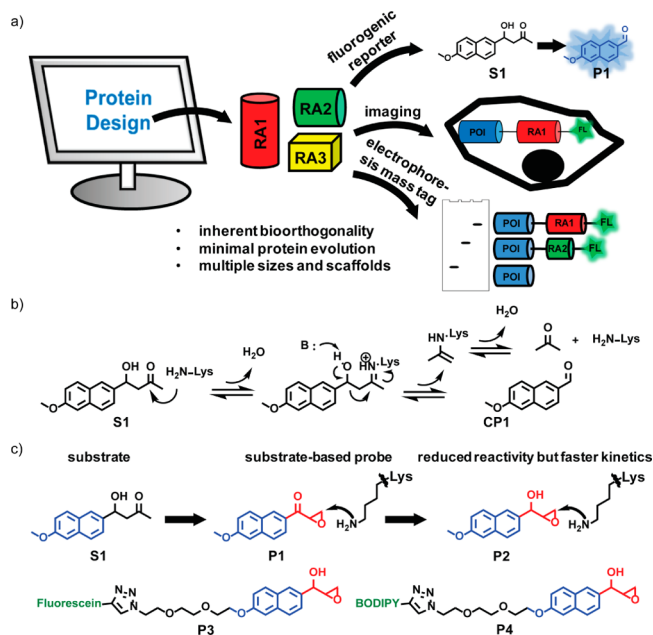 a)
Protein
Design
RA1
RA2
RA3
fluorogenic
reporter
OH
O
O
S1
O
O
P1
imaging
POI
RA1
FL
electrophore-
sis mass tag
POI
RA1
FL
POI
RA2
FL
POI
• inherent bioorthogonality
• minimal protein evolution
• multiple sizes and scaffolds
b)
OH
O
H2N-Lys
O
S1
H2O
B :
H
O
HN-Lys
O
HN-Lys
H2O
O
+ H2N-Lys
O
O
CP1
c)
substrate
substrate-based probe
reduced reactivity but faster kinetics
OH
O
O
S1
O
O
O
P1
H2N
Lys
OH
O
O
P2
H2N
Lys
Fluorescein
N=N
N
O
O
O
OH
O
P3
BODIPY
N=N
N
O
O
O
OH
O
P4